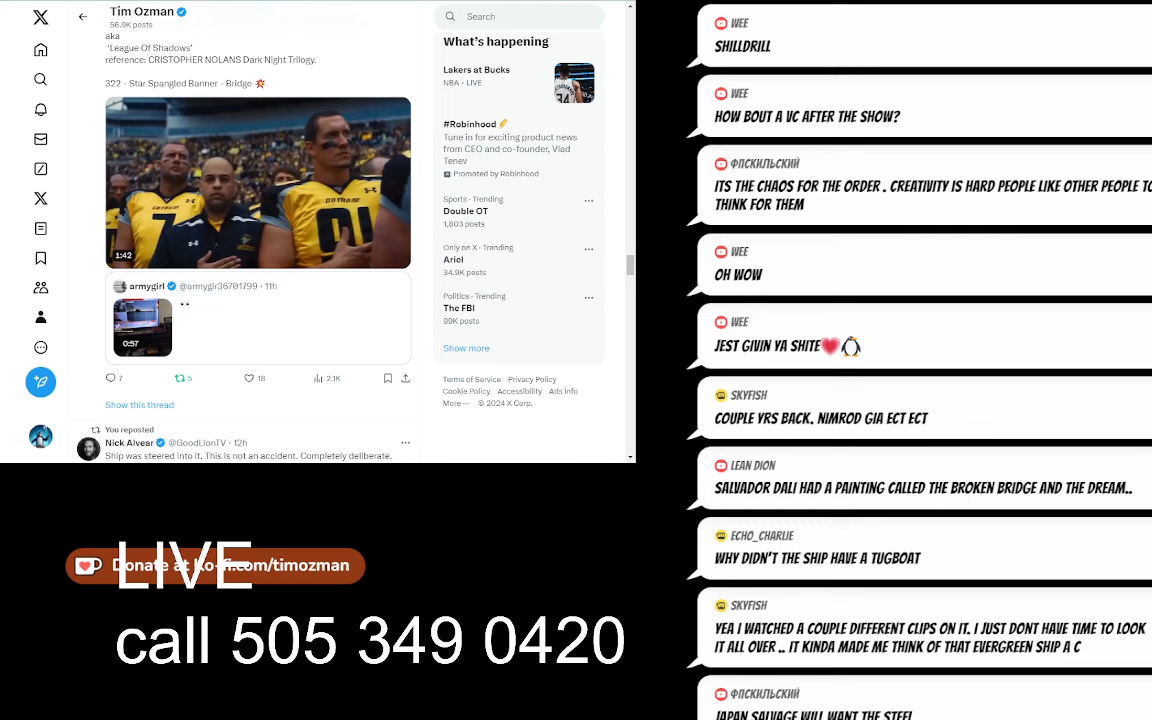 Tim Ozman
56.9K posts
aka
'League Of Shadows'
reference: CRISTOPHER NOLANS Dark Night Trilogy.
322 - Star Spangled Banner - Bridge
GOTHAM
7
GOTHAM
01
1:42
armygirl @armygir36701799 · 11h
0:57
7
5
18
2.1K
Show this thread
You reposted
Nick Alvear @GoodLionTV · 12h
Ship was steered into it. This is not an accident. Completely deliberate.
Search
What's happening
Lakers at Bucks
NBA · LIVE
34
#Robinhood
Tune in for exciting product news
from CEO and co-founder, Vlad
Tenev
Promoted by Robinhood
Sports · Trending
Double OT
1,803 posts
Only on X · Trending
Ariel
34.9K posts
Politics · Trending
The FBI
99K posts
Show more
Terms of Service Privacy Policy
Cookie Policy Accessibility Ads info
More ··· © 2024 X Corp.
Donate at ko-fi.com/timozman
LIVE
call 505 349 0420
WEE
SHILLDRILL
WEE
HOW BOUT A VC AFTER THE SHOW?
ФПСКИЛЬСКИЙ
ITS THE CHAOS FOR THE ORDER . CREATIVITY IS HARD PEOPLE LIKE OTHER PEOPLE TO
THINK FOR THEM
WEE
OH WOW
WEE
JEST GIVIN YA SHITE
SKYFISH
COUPLE YRS BACK. NIMROD GIA ECT ECT
LEAN DION
SALVADOR DALI HAD A PAINTING CALLED THE BROKEN BRIDGE AND THE DREAM..
ECHO_CHARLIE
WHY DIDN'T THE SHIP HAVE A TUGBOAT
SKYFISH
YEA I WATCHED A COUPLE DIFFERENT CLIPS ON IT. I JUST DONT HAVE TIME TO LOOK
IT ALL OVER .. IT KINDA MADE ME THINK OF THAT EVERGREEN SHIP A C
ФПСКИЛЬСКИЙ
JAPAN SALVAGE WILL WANT THE STEEL